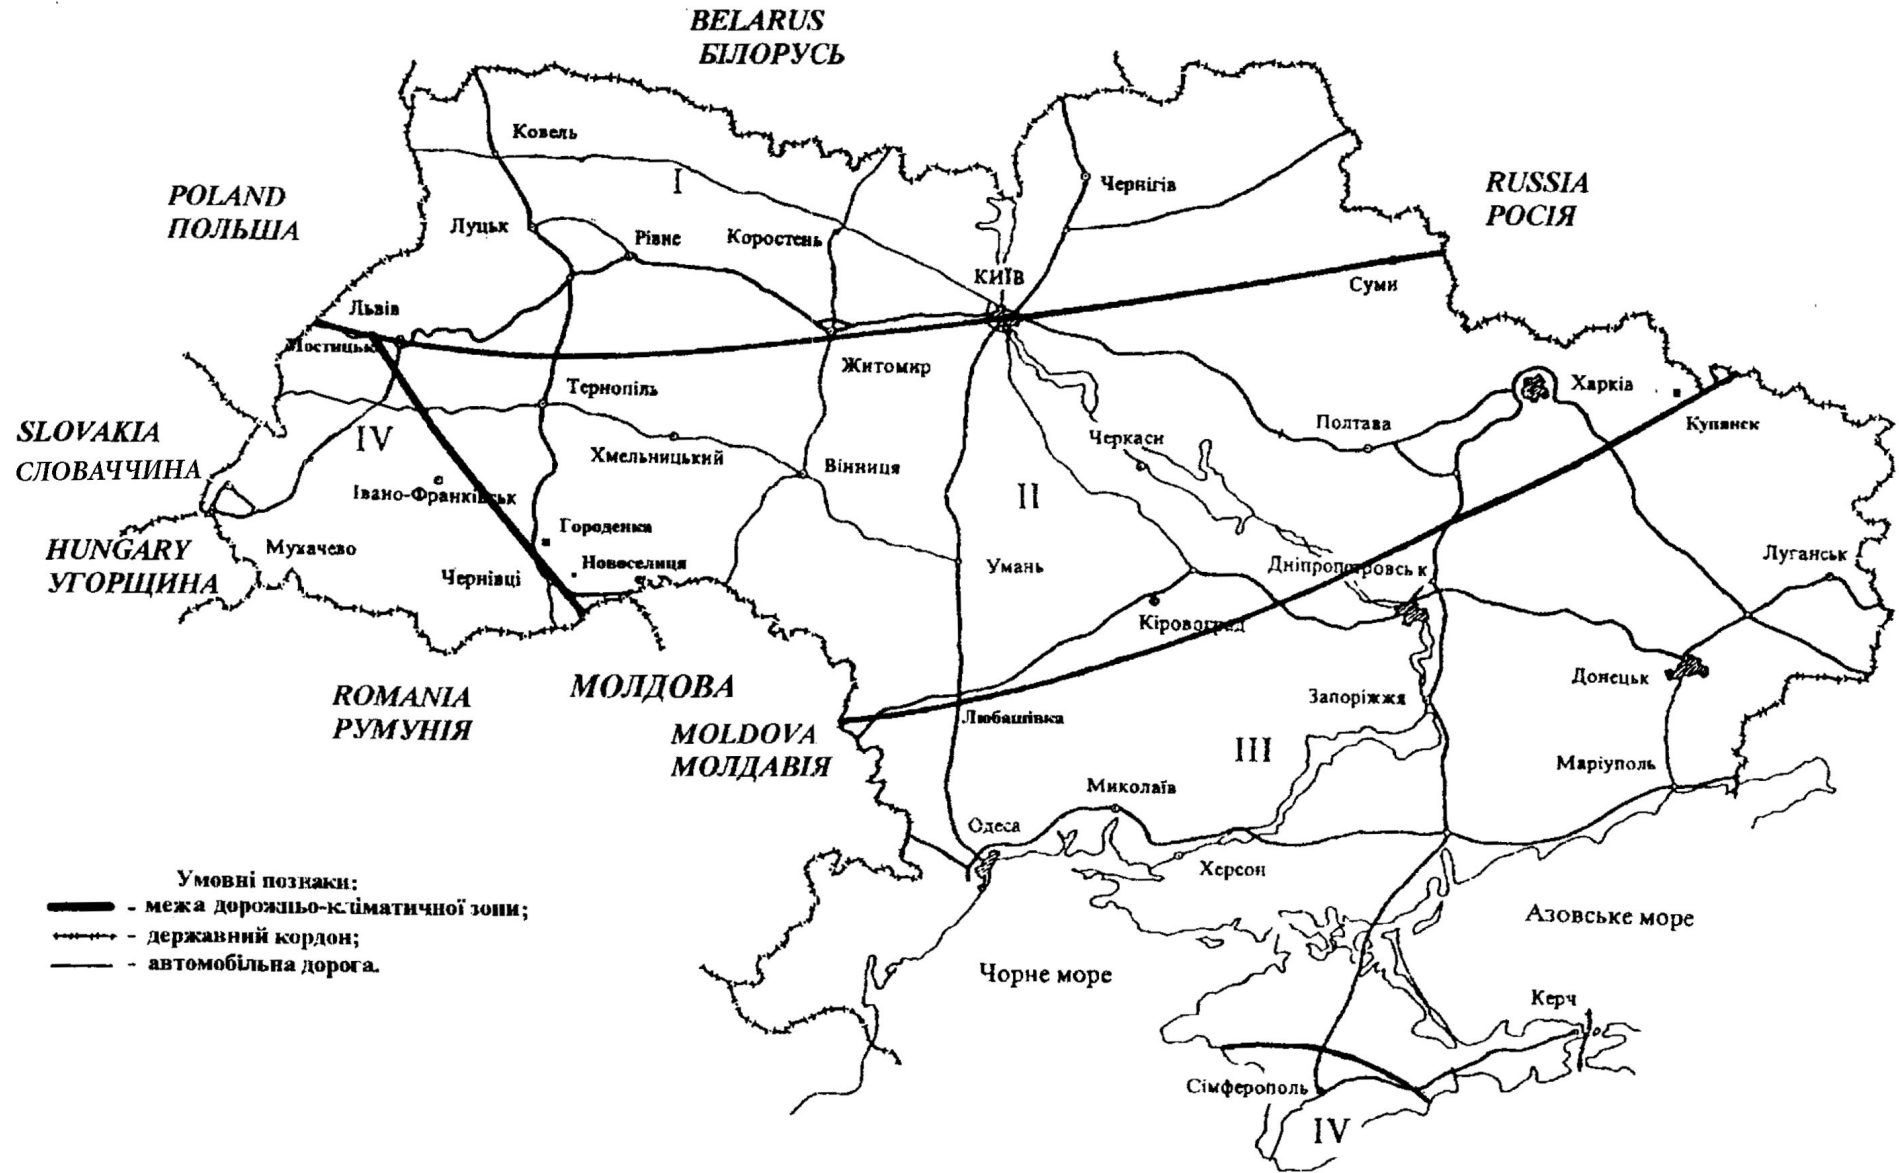 BELARUS
БІЛОРУСЬ
Ковель
I
Чернігів
POLAND
ПОЛЬША
RUSSIA
РОСІЯ
Луцьк
Рівне
Коростень
КИЇВ
Суми
Львів
Мостицька
Житомир
Тернопіль
Харків
Купянск
Полтава
SLOVAKIA
СЛОВАЧЧИНА
IV
Черкаси
Хмельницький
Вінниця
Івано-Франківськ
II
Городенка
HUNGARY
УГОРЩИНА
Мукачево
Новоселиця
Чернівці
Умань
Дніпропетровськ
Луганськ
Кіровоград
Донецьк
ROMANIA
РУМУНІЯ
МОЛДОВА
Запоріжжя
MOLDOVA
МОЛДАВІЯ
Любашівка
III
Маріуполь
Миколаїв
Одеса
Херсон
Умовні познаки:
- межа дорожньо-кліматичної зони;
- державний кордон;
- автомобільна дорога.
Азовське море
Чорне море
Керч
Сімферополь
IV